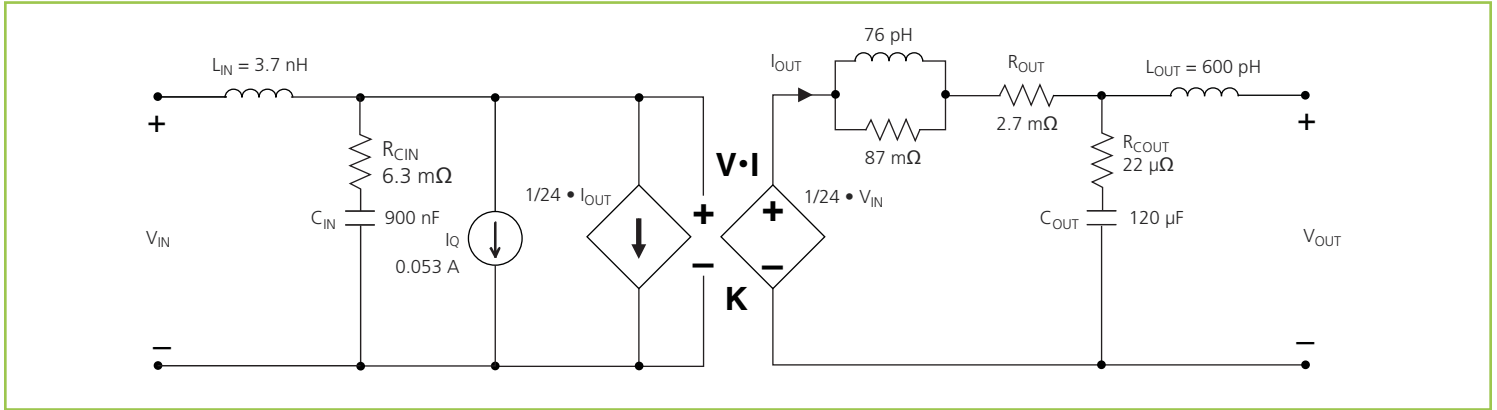 L_IN = 3.7 nH
+
−
V_IN
R_CIN
6.3 mΩ
C_IN
900 nF
I_Q
0.053 A
1/24 • I_OUT
+
−
V•I
K
+
−
1/24 • V_IN
I_OUT
76 pH
87 mΩ
R_OUT
2.7 mΩ
L_OUT = 600 pH
R_COUT
22 µΩ
C_OUT
120 µF
+
−
V_OUT